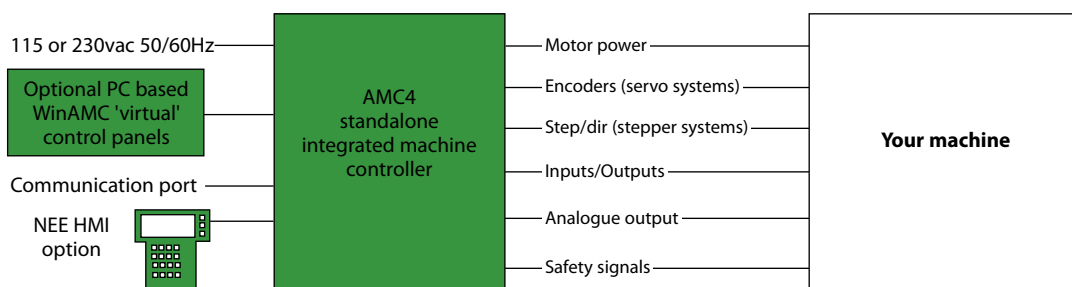 115 or 230vac 50/60Hz
Optional PC based
WinAMC 'virtual'
control panels
Communication port
NEE HMI
option
AMC4
standalone
integrated machine
controller
Motor power
Encoders (servo systems)
Step/dir (stepper systems)
Inputs/Outputs
Analogue output
Safety signals
Your machine